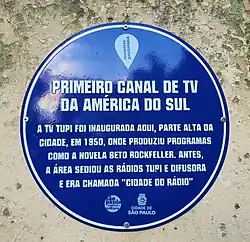 PRIMEIRO CANAL DE TV
DA AMÉRICA DO SUL
A TV TUPI FOI INAUGURADA AQUI, PARTE ALTA DA
CIDADE, EM 1950, ONDE PRODUZIU PROGRAMAS
COMO A NOVELA BETO ROCKFELLER. ANTES,
A ÁREA SEDIOU AS RÁDIOS TUPI E DIFUSORA
E ERA CHAMADA "CIDADE DO RÁDIO"
CIDADE DE
SÃO PAULO